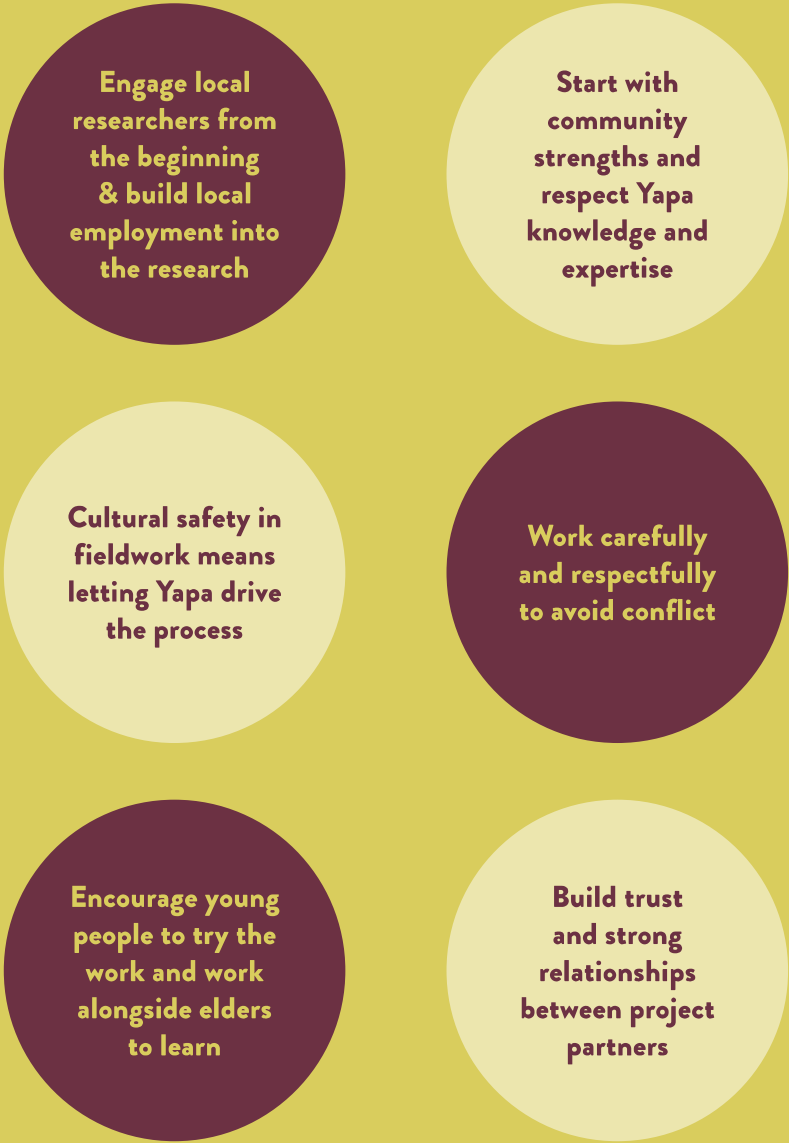 Engage local
researchers from
the beginning
& build local
employment into
the research
Start with
community
strengths and
respect Yapa
knowledge and
expertise
Cultural safety in
fieldwork means
letting Yapa drive
the process
Work carefully
and respectfully
to avoid conflict
Encourage young
people to try the
work and work
alongside elders
to learn
Build trust
and strong
relationships
between project
partners